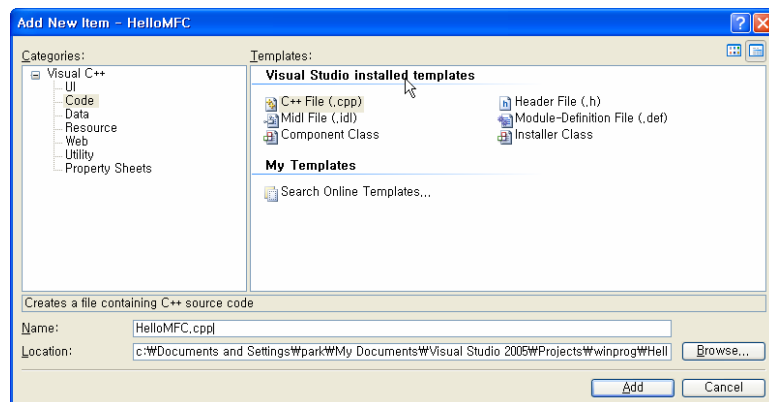 Add New Item - HelloMFC
Categories:
Templates:
Visual C++
UI
Code
Data
Resource
Web
Utility
Property Sheets
Visual Studio installed templates
C++ File (.cpp)
Header File (.h)
Midl File (.idl)
Module-Definition File (.def)
Component Class
Installer Class
My Templates
Search Online Templates...
Creates a file containing C++ source code
Name:
HelloMFC.cpp
Location:
c:₩Documents and Settings₩park₩My Documents₩Visual Studio 2005₩Projects₩winprog₩Hell
Browse...
Add
Cancel